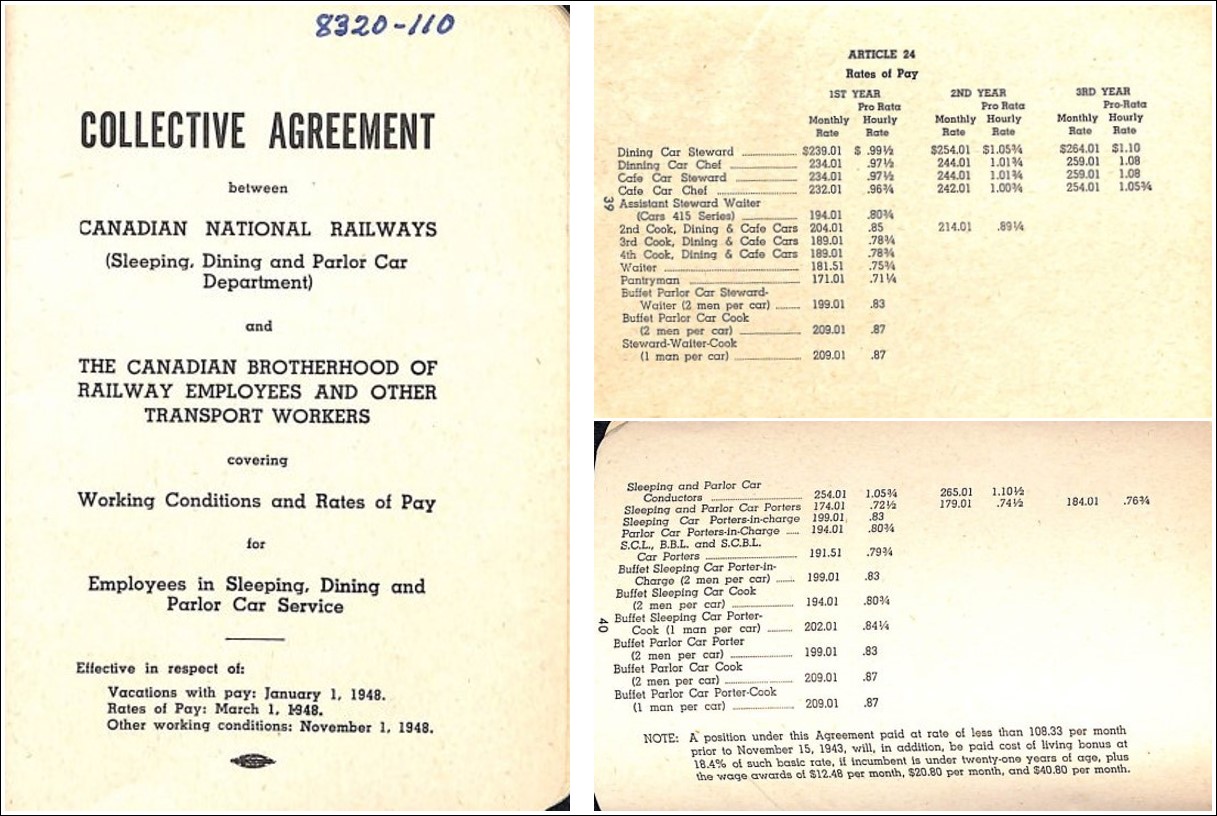 8320-110
COLLECTIVE AGREEMENT
between
CANADIAN NATIONAL RAILWAYS
(Sleeping, Dining and Parlor Car
Department)
and
THE CANADIAN BROTHERHOOD OF
RAILWAY EMPLOYEES AND OTHER
TRANSPORT WORKERS
covering
Working Conditions and Rates of Pay
for
Employees in Sleeping, Dining and
Parlor Car Service
Effective in respect of:
Vacations with pay: January 1, 1948.
Rates of Pay: March 1, 1948.
Other working conditions: November 1, 1948.
ARTICLE 24
Rates of Pay
1ST YEAR 2ND YEAR 3RD YEAR
Pro Rata Pro Rata Pro-Rata
Monthly Hourly Monthly Hourly Monthly Hourly
Rate Rate Rate Rate Rate Rate
Dining Car Steward $239.01 $ .99½ $254.01 $1.05¾ $264.01 $1.10
Dinning Car Chef 234.01 .97½ 244.01 1.01¾ 259.01 1.08
Cafe Car Steward 234.01 .97½ 244.01 1.01¾ 259.01 1.08
Cafe Car Chef 232.01 .96¾ 242.01 1.00¾ 254.01 1.05¾
Assistant Steward Waiter
(Cars 415 Series) 194.01 .80¾
2nd Cook, Dining & Cafe Cars 204.01 .85 214.01 .89¼
3rd Cook, Dining & Cafe Cars 189.01 .78¾
4th Cook, Dining & Cafe Cars 189.01 .78¾
Waiter 181.51 .75¾
Pantryman 171.01 .71¼
Buffet Parlor Car Steward-
Waiter (2 men per car) 199.01 .83
Buffet Parlor Car Cook
(2 men per car) 209.01 .87
Steward-Waiter-Cook
(1 man per car) 209.01 .87
39
Sleeping and Parlor Car
Conductors 254.01 1.05¾ 265.01 1.10½
Sleeping and Parlor Car Porters 174.01 .72½ 179.01 .74½ 184.01 .76¾
Sleeping Car Porters-in-charge 199.01 .83
Parlor Car Porters-in-Charge 194.01 .80¾
S.C.L., B.B.L. and S.C.B.L.
Car Porters 191.51 .79¾
Buffet Sleeping Car Porter-in-
Charge (2 men per car) 199.01 .83
Buffet Sleeping Car Cook
(2 men per car) 194.01 .80¾
Buffet Sleeping Car Porter-
Cook (1 man per car) 202.01 .84¼
Buffet Parlor Car Porter
(2 men per car) 199.01 .83
Buffet Parlor Car Cook
(2 men per car) 209.01 .87
Buffet Parlor Car Porter-Cook
(1 man per car) 209.01 .87
40
NOTE: A position under this Agreement paid at rate of less than 108.33 per month
prior to November 15, 1943, will, in addition, be paid cost of living bonus at
18.4% of such basic rate, if incumbent is under twenty-one years of age, plus
the wage awards of $12.48 per month, $20.80 per month, and $40.80 per month.